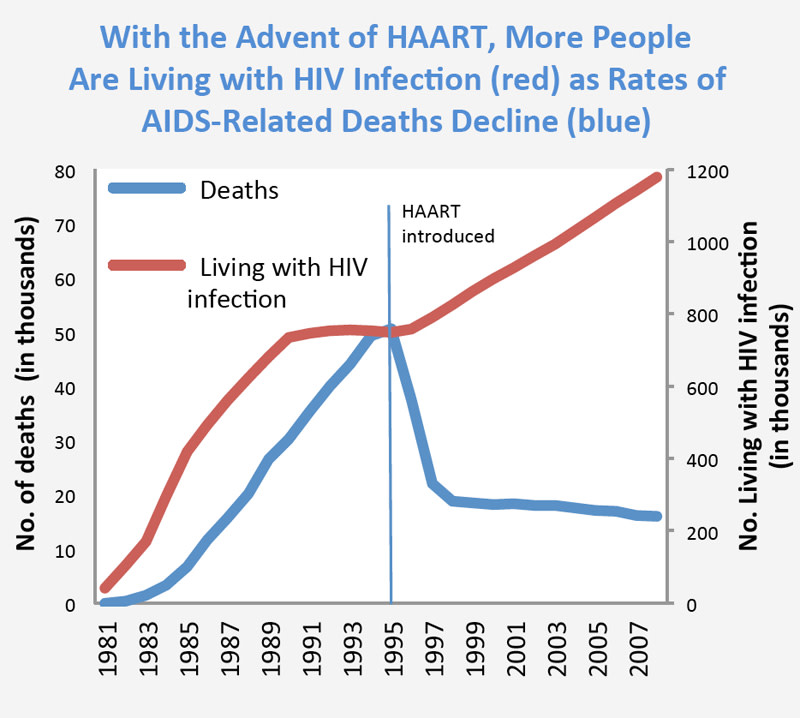 With the Advent of HAART, More People
Are Living with HIV Infection (red) as Rates of
AIDS-Related Deaths Decline (blue)
80
70
60
50
40
30
20
10
0
No. of deaths (in thousands)
Deaths
Living with HIV
infection
HAART
introduced
1200
1000
800
600
400
200
0
No. Living with HIV infection
(in thousands)
1981
1983
1985
1987
1989
1991
1993
1995
1997
1999
2001
2003
2005
2007